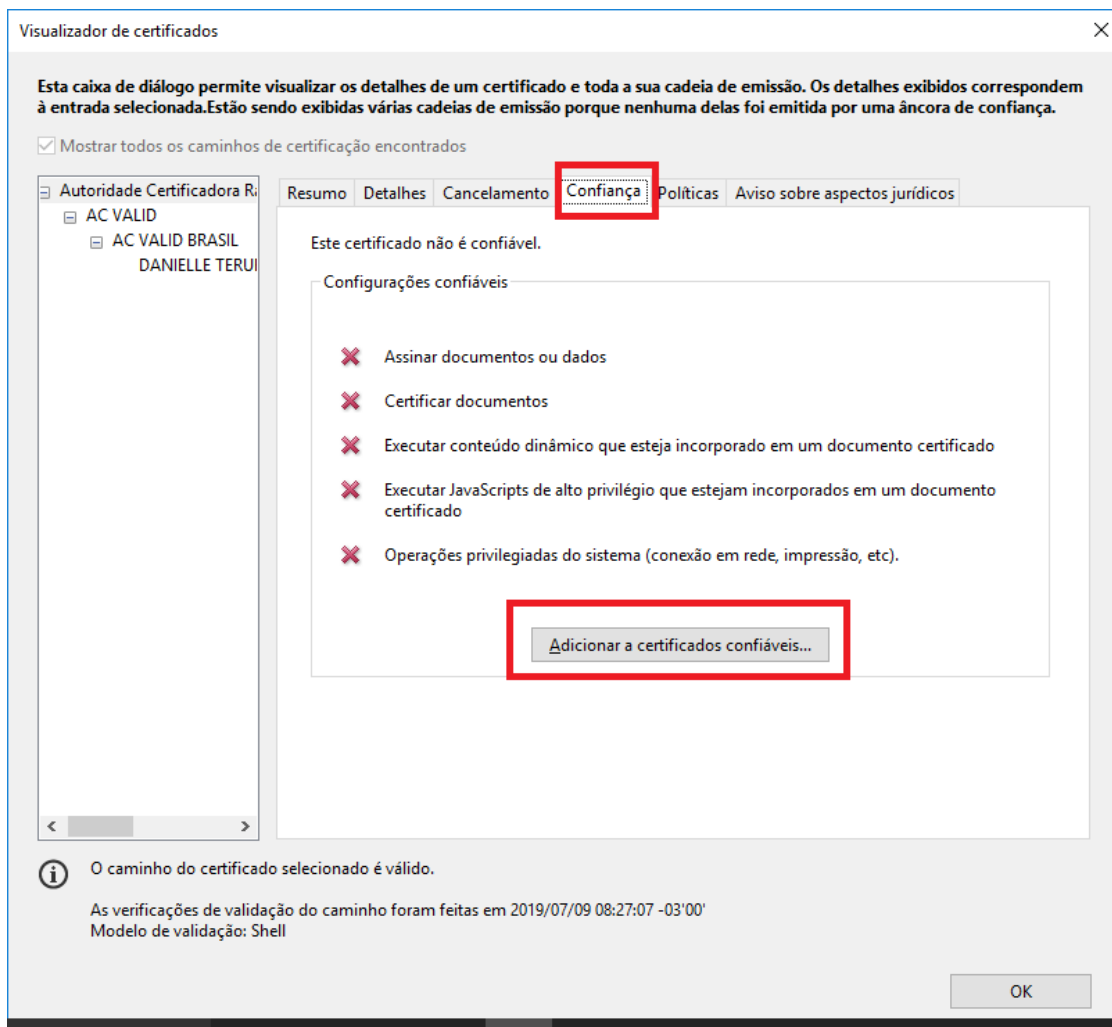 Visualizador de certificados
Esta caixa de diálogo permite visualizar os detalhes de um certificado e toda a sua cadeia de emissão. Os detalhes exibidos correspondem
à entrada selecionada.Estão sendo exibidas várias cadeias de emissão porque nenhuma delas foi emitida por uma âncora de confiança.
Mostrar todos os caminhos de certificação encontrados
Autoridade Certificadora
AC VALID
AC VALID BRASIL
DANIELLE
Resumo Detalhes Cancelamento Confiança Políticas Aviso sobre aspectos jurídicos
Este certificado não é confiável.
Configurações confiáveis
Assinar documentos ou dados
Certificar documentos
Executar conteúdo dinâmico que esteja incorporado em um documento certificado
Executar JavaScripts de alto privilégio que estejam incorporados em um documento
certificado
Operações privilegiadas do sistema (conexão em rede, impressão, etc).
Adicionar a certificados confiáveis...
O caminho do certificado selecionado é válido.
As verificações de validação do caminho foram feitas em 2019/07/09 08:27:07 -03'00'
Modelo de validação: Shell
OK